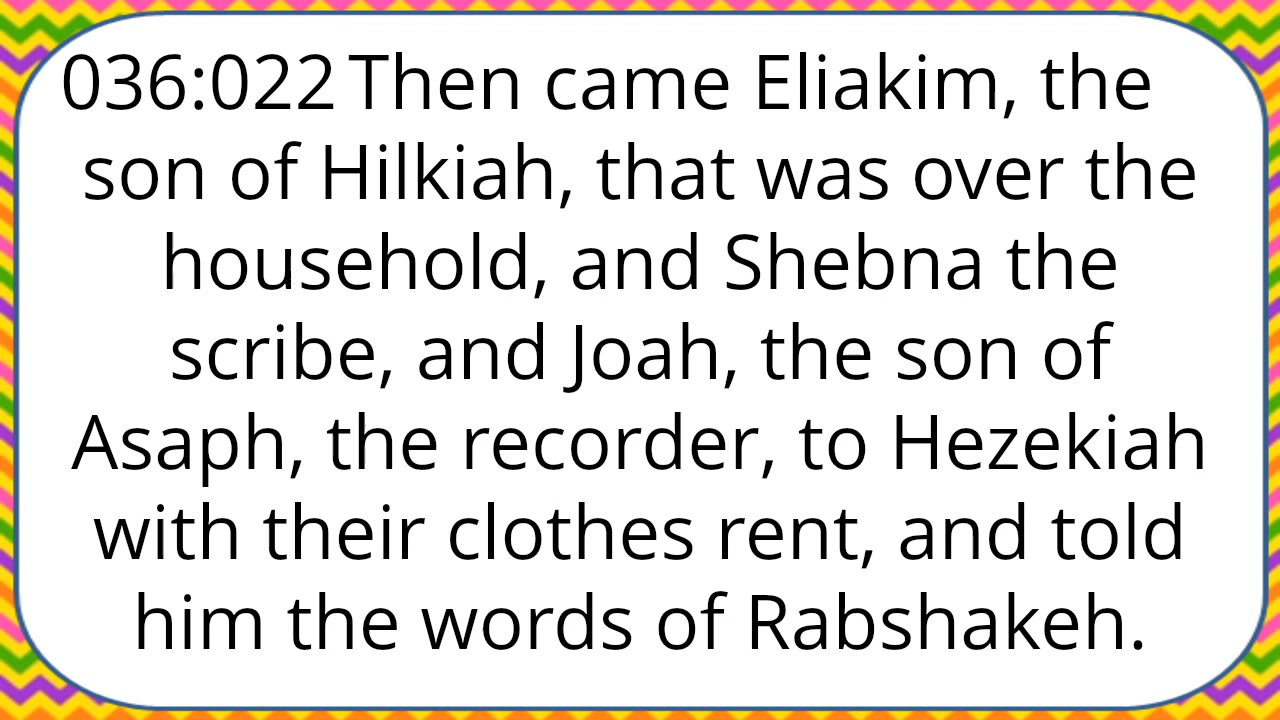 036:022 Then came Eliakim, the
son of Hilkiah, that was over the
household, and Shebna the
scribe, and Joah, the son of
Asaph, the recorder, to Hezekiah
with their clothes rent, and told
him the words of Rabshakeh.